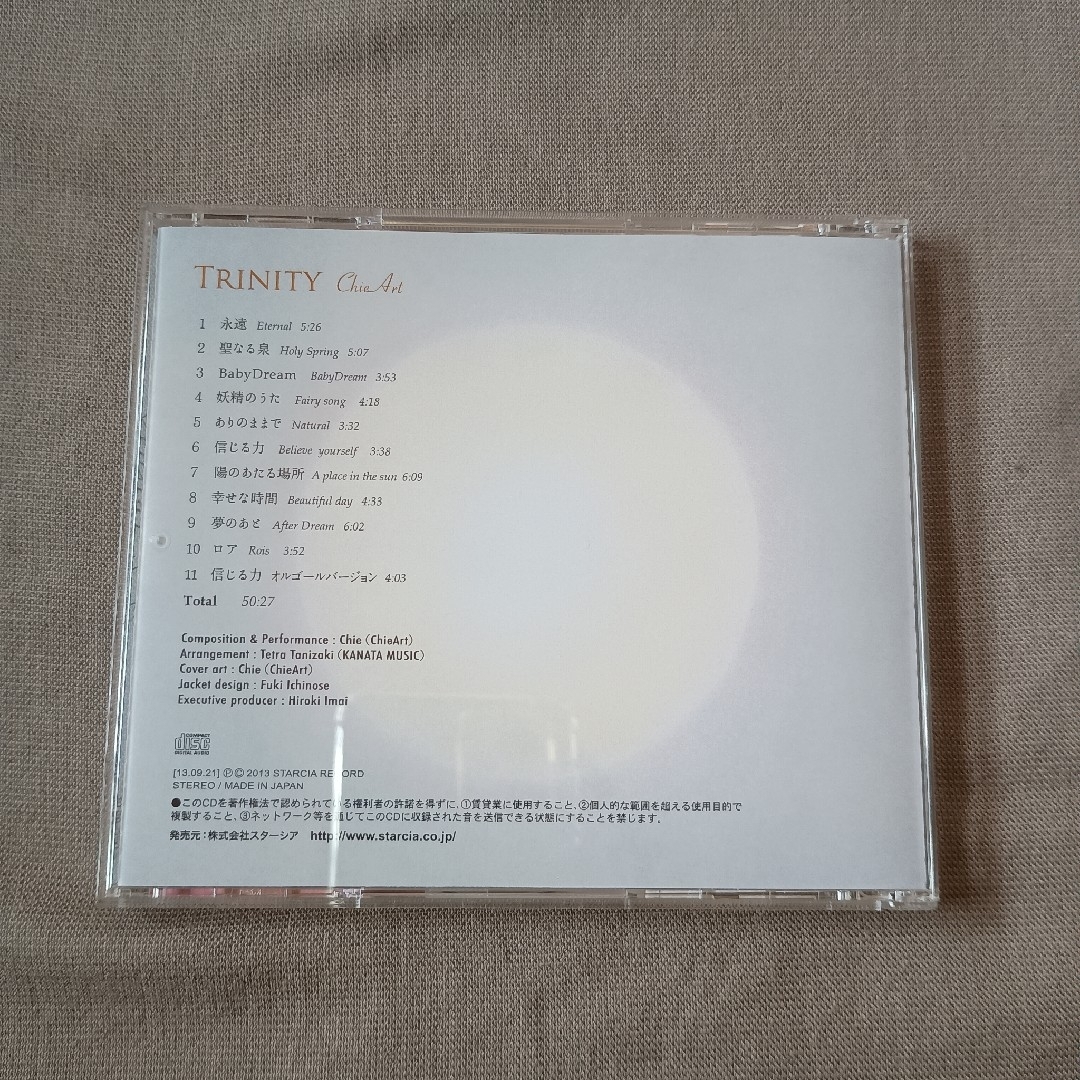 TRINITY ChieArt
1 永遠 Eternal 5:26
2 聖なる泉 Holy Spring 5:07
3 BabyDream BabyDream 3:53
4 妖精のうた Fairy song 4:18
5 ありのままで Natural 3:32
6 信じる力 Believe yourself 3:38
7 陽のあたる場所 A place in the sun 6:09
8 幸せな時間 Beautiful day 4:33
9 夢のあと After Dream 6:02
10 ロア Rois 3:52
11 信じる力 オルゴールバージョン 4:03
Total 50:27
Composition & Performance : Chie (ChieArt)
Arrangement : Tetra Tanizaki (KANATA MUSIC)
Cover art : Chie (ChieArt)
Jacket design : Fuki Ichinose
Executive producer : Hiroki Imai
COMPACT
disc
DIGITAL AUDIO
[13.09.21] ℗© 2013 STARCIA RECORD
STEREO / MADE IN JAPAN
●このCDを著作権法で認められている権利者の許諾を得ずに、①賃貸業に使用すること、②個人的な範囲を超える使用目的で
複製すること、③ネットワーク等を通じてこのCDに収録された音を送信できる状態にすることを禁じます。
発売元：株式会社スターシア http://www.starcia.co.jp/